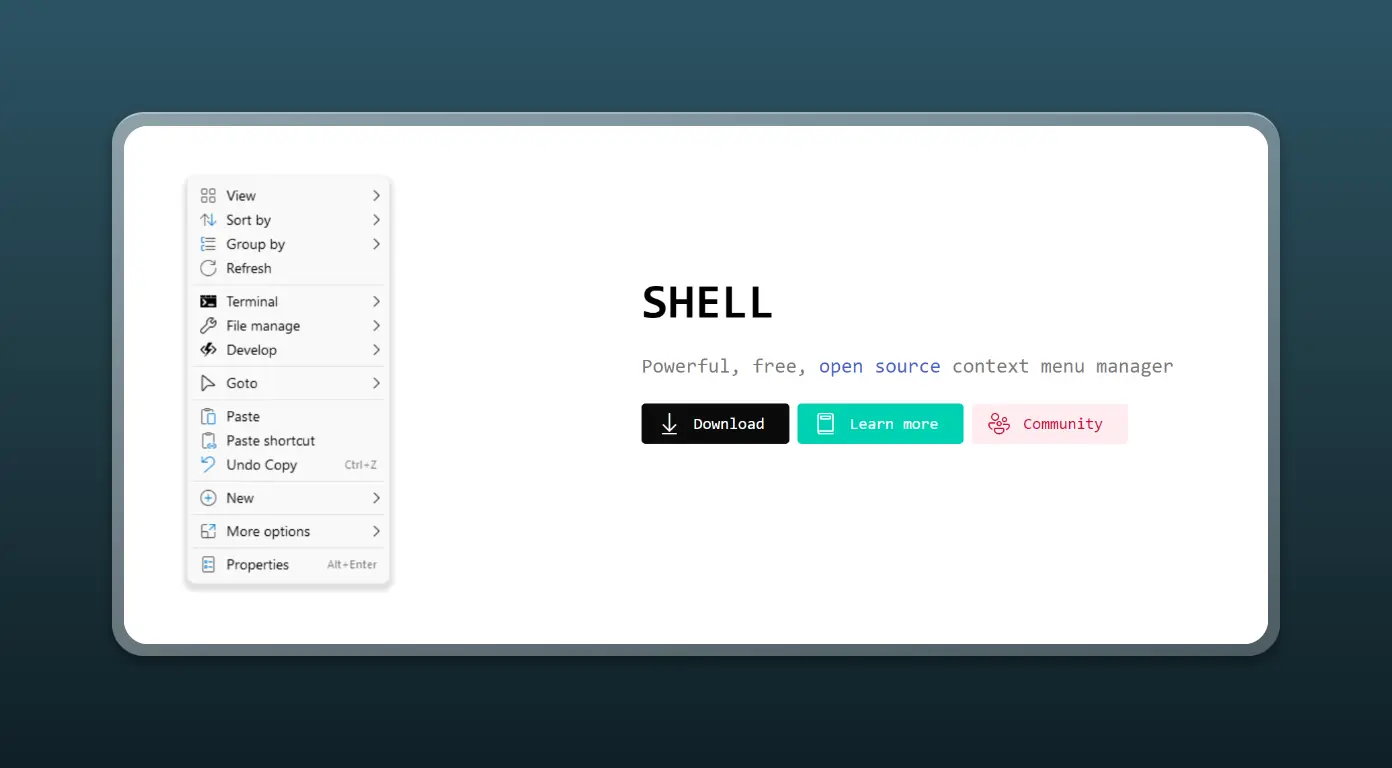 View
Sort by
Group by
Refresh
Terminal
File manage
Develop
Goto
Paste
Paste shortcut
Undo Copy Ctrl+Z
New
More options
Properties Alt+Enter
SHELL
Powerful, free, open source context menu manager
Download Learn more Community